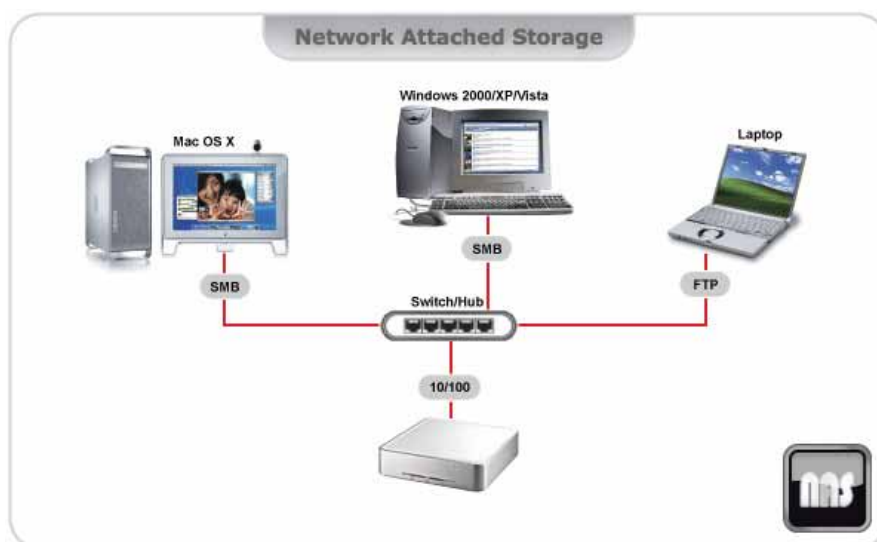 Network Attached Storage
Windows 2000/XP/Vista
Mac OS X
Laptop
SMB
SMB
FTP
Switch/Hub
10/100
nas